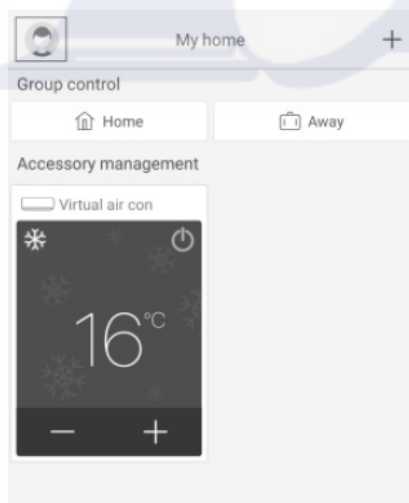 My home
Group control
Home
Away
Accessory management
Virtual air con
16°C